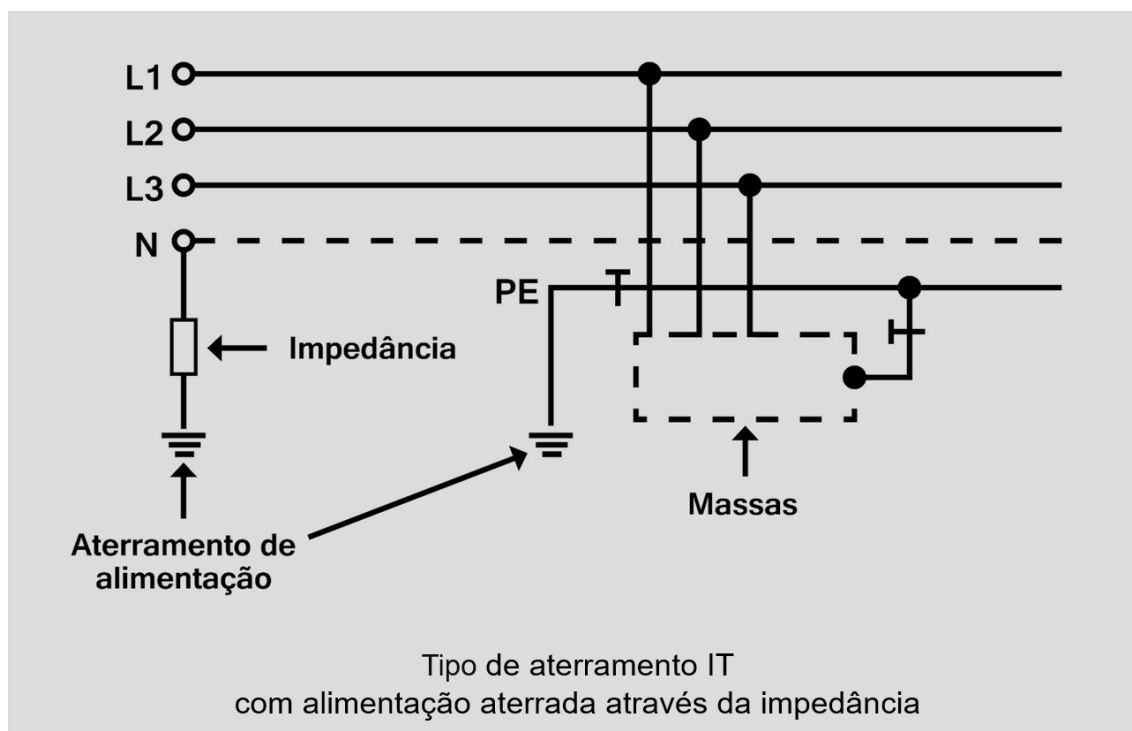 L1
L2
L3
N
PE
Impedância
Massas
Aterramento de
alimentação
Tipo de aterramento IT
com alimentação aterrada através da impedância